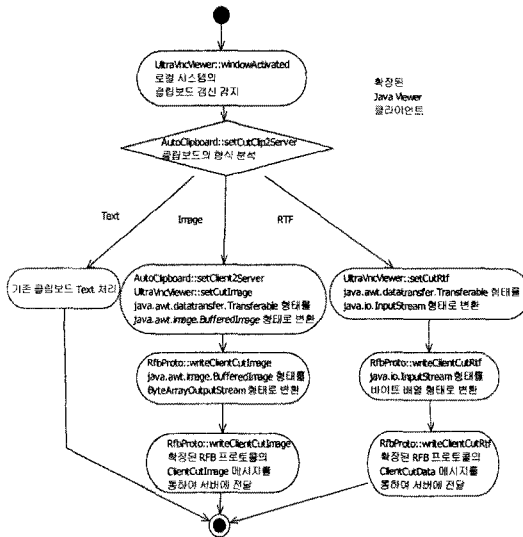 UltraVncViewer::windowActivated
로컬 시스템의
클립보드 갱신 감지
확장된
Java Viewer
클라이언트
AutoClipboard::setCutClip2Server
클립보드의 형식 분석
Text
Image
RTF
기존 클립보드 Text 처리
AutoClipboard::setClient2Server
UltraVncViewer::setCutImage
java.awt.datatransfer.Transferable 형태를
java.awt.image.BufferedImage 형태로 변환
UltraVncViewer::setCutRtf
java.awt.datatransfer.Transferable 형태를
java.io.InputStream 형태로 변환
RfbProto::writeClientCutImage
java.awt.image.BufferedImage 형태를
ByteArrayOutputStream 형태로 변환
RfbProto::writeClientCutRtf
java.io.InputStream 형태를
바이트 배열 형태로 변환
RfbProto::writeClientCutImage
확장된 RFB 프로토콜의
ClientCutImage 메시지를
통하여 서버에 전달
RfbProto::writeClientCutRtf
확장된 RFB 프로토콜의
ClientCutData 메시지를
통하여 서버에 전달